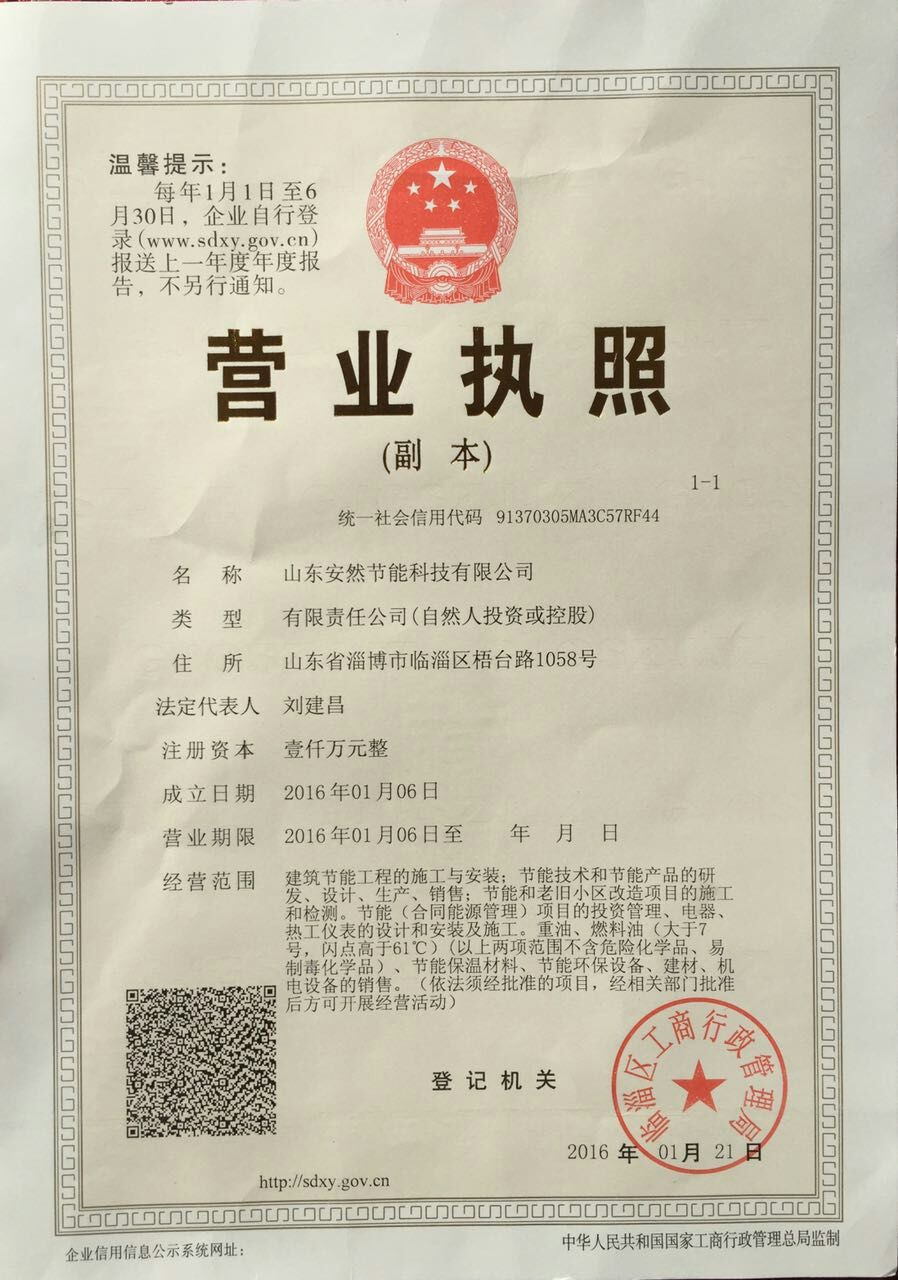 温馨提示：
每年1月1日至6
月30日，企业自行登
录(www.sdxy.gov.cn)
报送上一年度年度报
告，不另行通知。
营业执照
(副 本)
1-1
统一社会信用代码 91370305MA3C57RF44
名 称 山东安然节能科技有限公司
类 型 有限责任公司(自然人投资或控股)
住 所 山东省淄博市临淄区梧台路1058号
法定代表人 刘建昌
注册资本 壹仟万元整
成立日期 2016年01月06日
营业期限 2016年01月06日至 年 月 日
经营范围 建筑节能工程的施工与安装；节能技术和节能产品的研
发、设计、生产、销售；节能和老旧小区改造项目的施工
和检测。节能（合同能源管理）项目的投资管理、电器、
热工仪表的设计和安装及施工。重油、燃料油（大于7
号，闪点高于61℃）(以上两项范围不含危险化学品、易
制毒化学品）、节能保温材料、节能环保设备、建材、机
电设备的销售。（依法须经批准的项目，经相关部门批准
后方可开展经营活动）
登记机关
临淄区工商行政管理局
2016 年 01月 21 日
http://sdxy.gov.cn
企业信用信息公示系统网址：
中华人民共和国国家工商行政管理总局监制